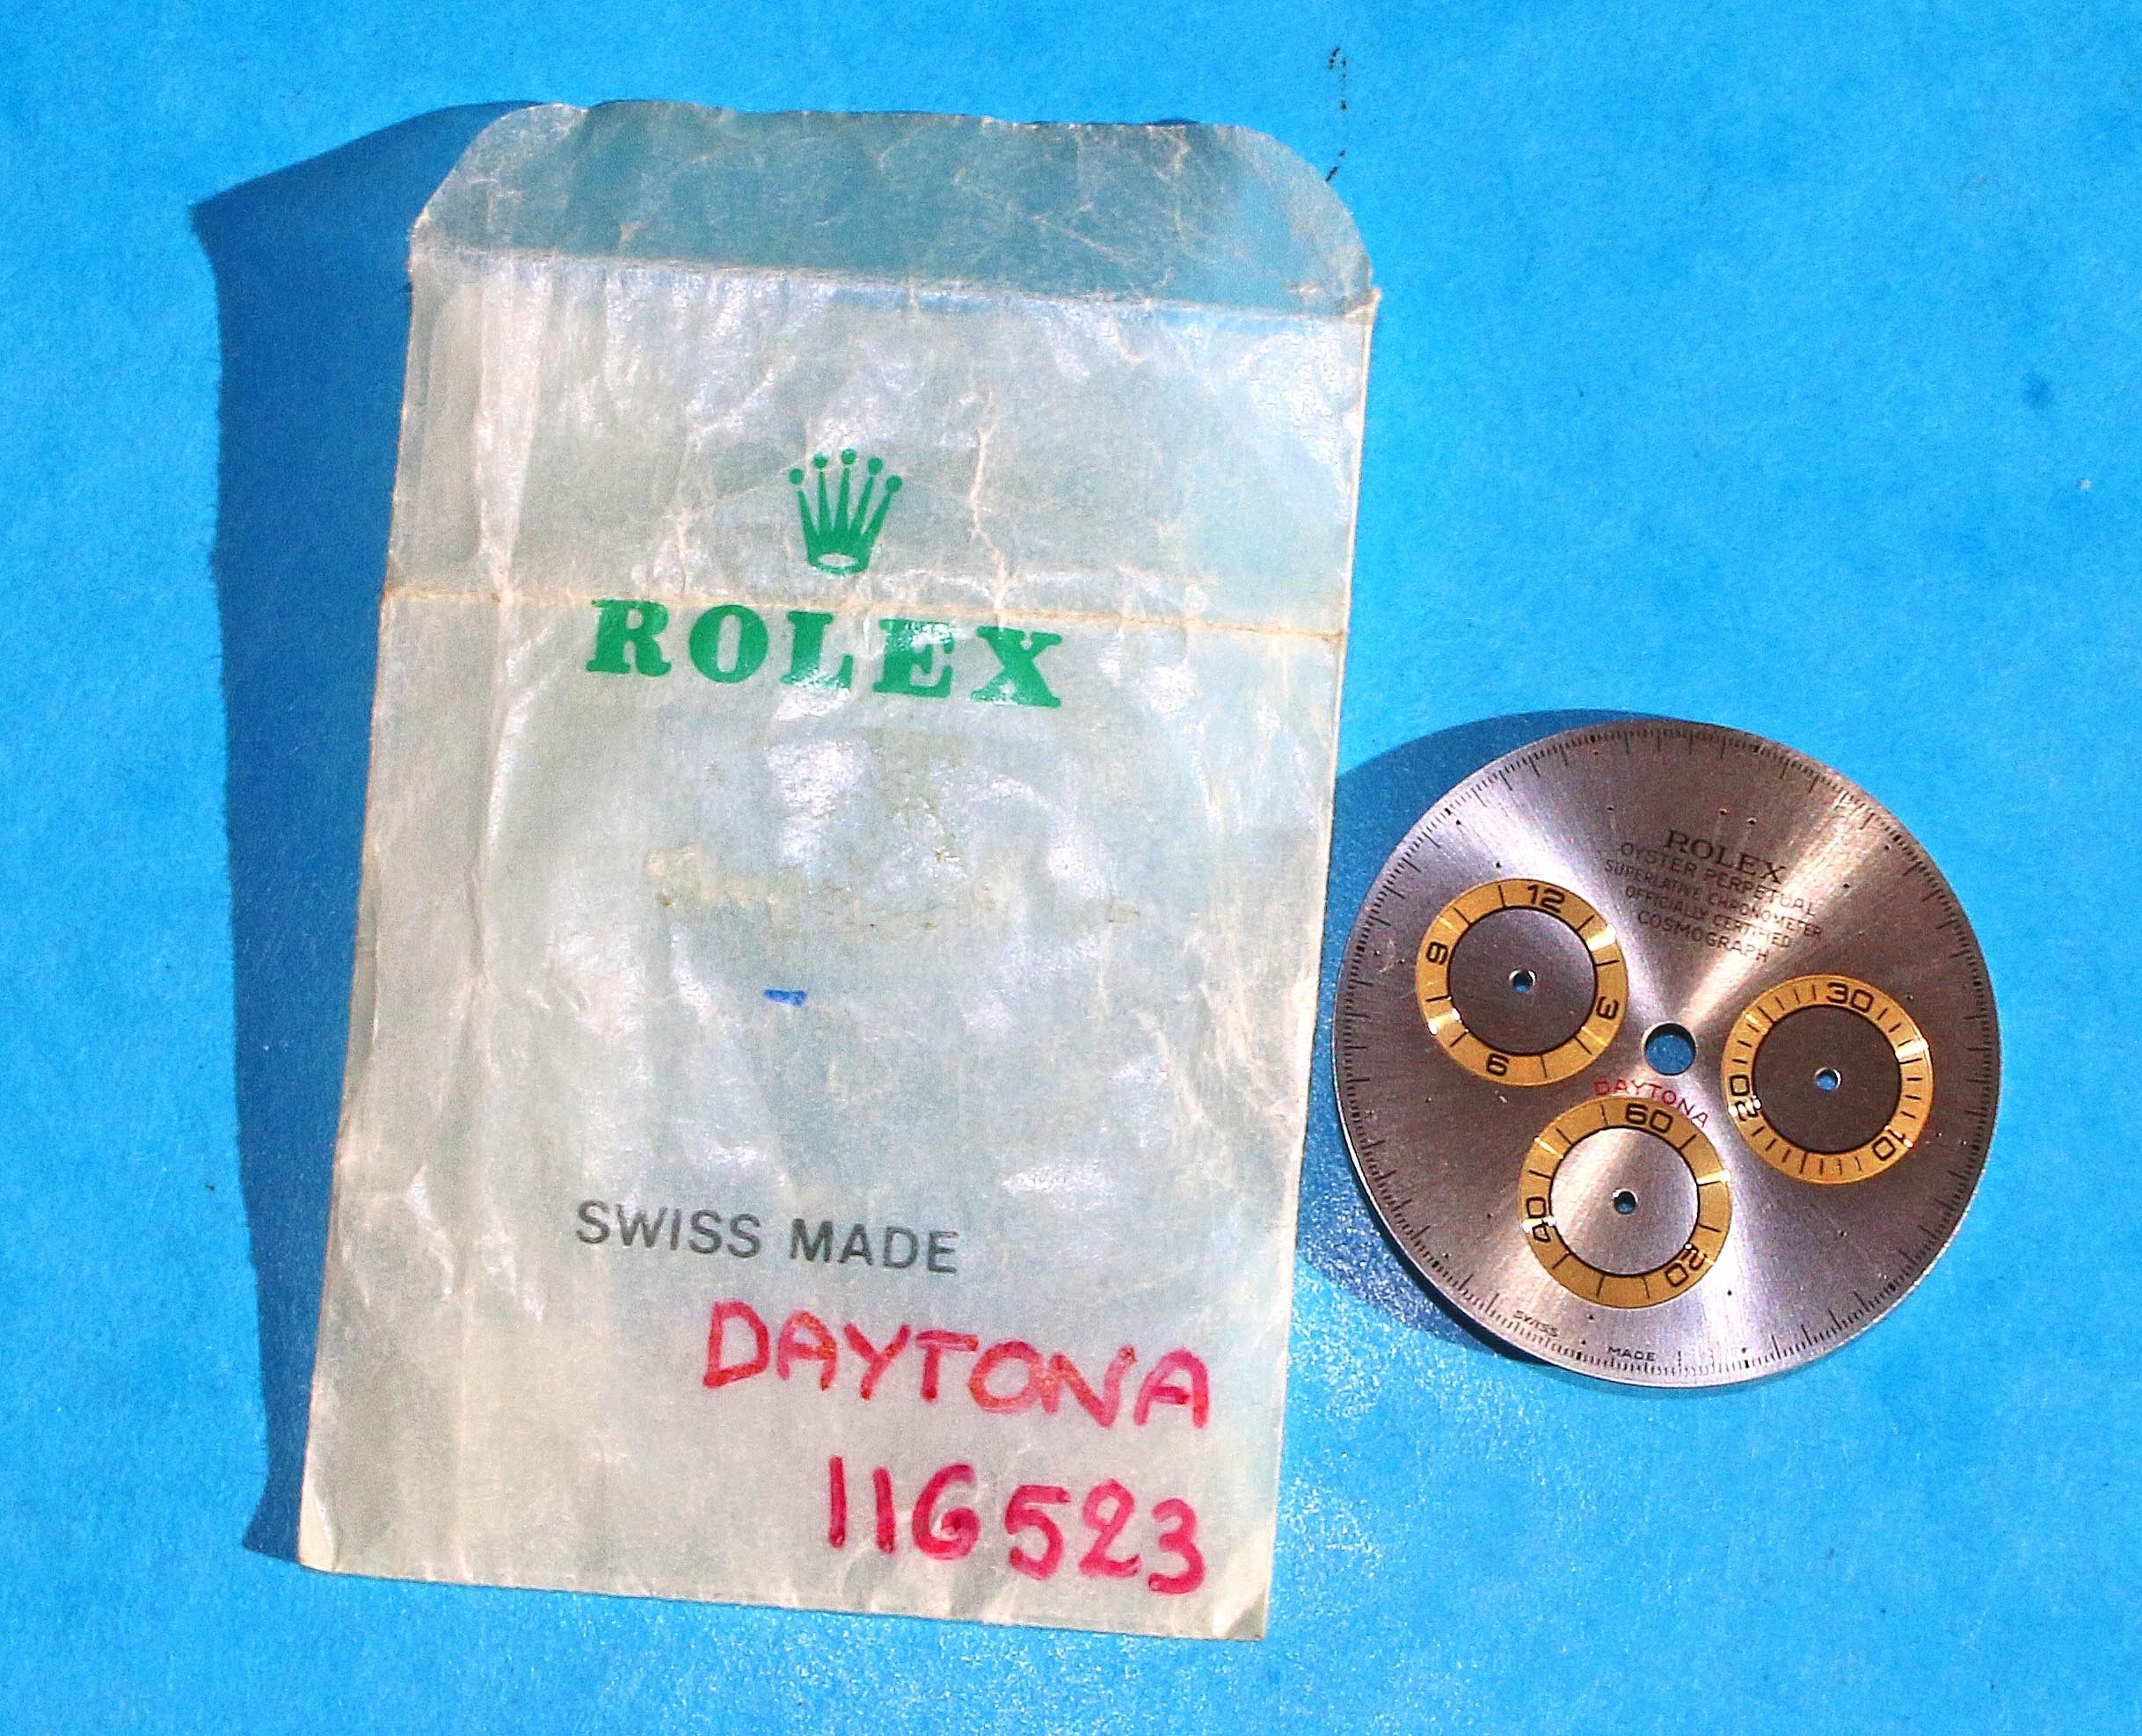 ROLEX
SWISS MADE
DAYTONA
116523
ROLEX
OYSTER PERPETUAL
SUPERLATIVE CHRONOMETER
OFFICIALLY CERTIFIED
COSMOGRAPH
12
9
3
6
30
20
10
DAYTONA
60
40
20
SWISS MADE